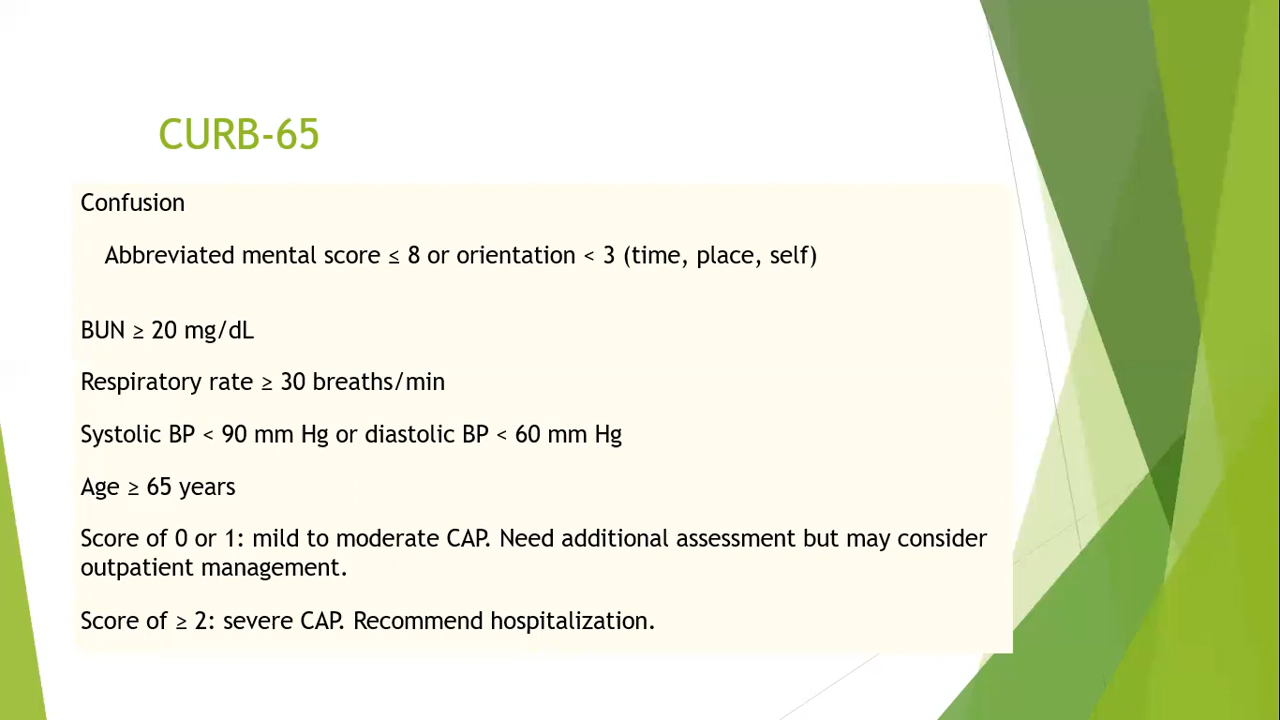 CURB-65
Confusion
Abbreviated mental score ≤ 8 or orientation < 3 (time, place, self)
BUN ≥ 20 mg/dL
Respiratory rate ≥ 30 breaths/min
Systolic BP < 90 mm Hg or diastolic BP < 60 mm Hg
Age ≥ 65 years
Score of 0 or 1: mild to moderate CAP. Need additional assessment but may consider
outpatient management.
Score of ≥ 2: severe CAP. Recommend hospitalization.